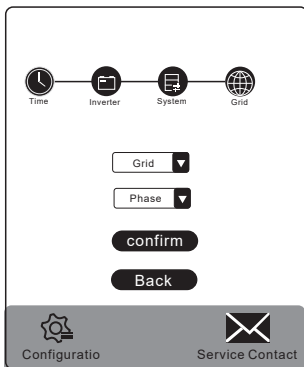 Time Inverter System Grid
Grid
Phase
confirm
Back
Configuratio Service Contact